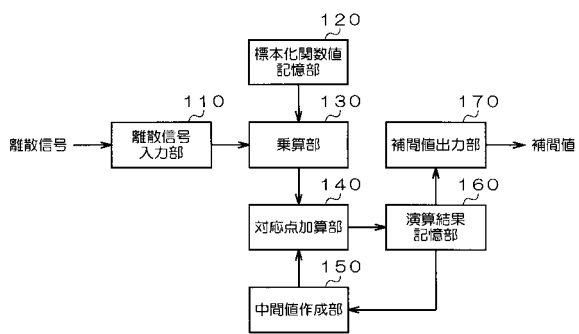 120
標本化関数値
記憶部
110
離散信号
離散信号
入力部
130
乗算部
170
補間値出力部
補間値
140
対応点加算部
160
演算結果
記憶部
150
中間値作成部